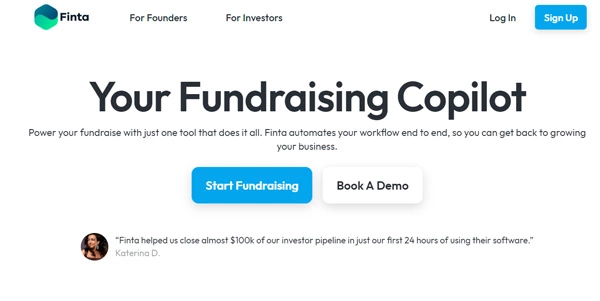 Finta
For Founders
For Investors
Log In
Sign Up
Your Fundraising Copilot
Power your fundraise with just one tool that does it all. Finta automates your workflow end to end, so you can get back to growing
your business.
Start Fundraising
Book A Demo
“Finta helped us close almost $100k of our investor pipeline in just our first 24 hours of using their software.”
Katerina D.